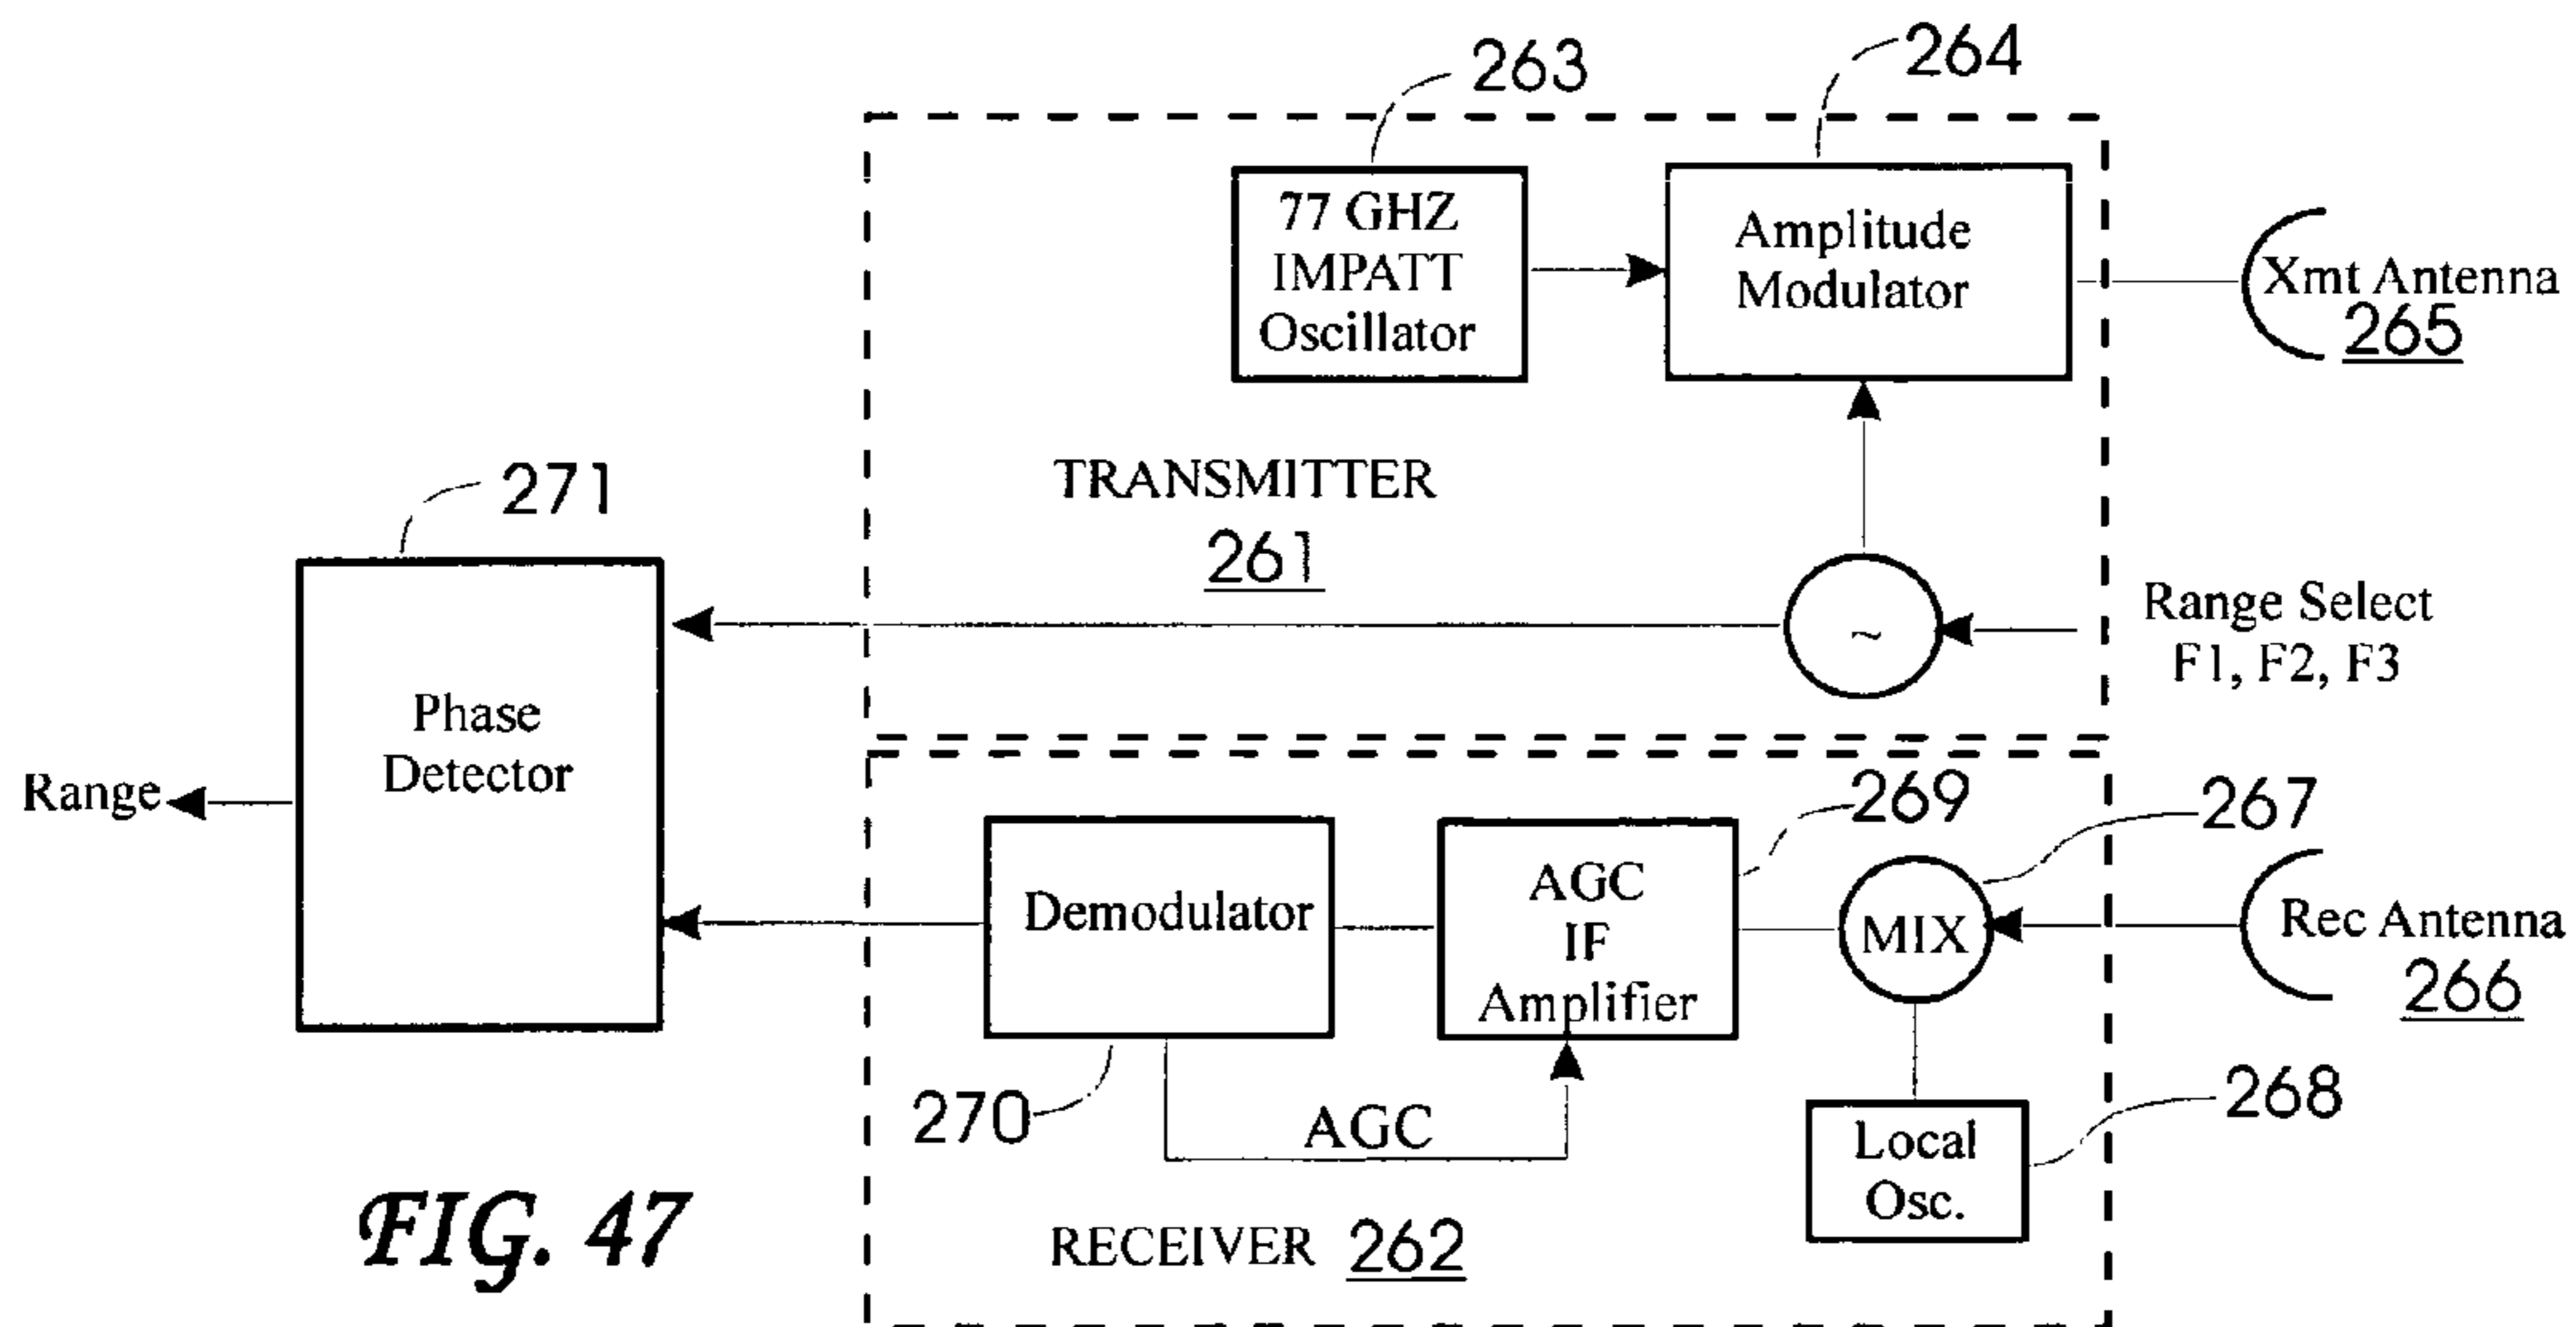 263
264
77 GHZ
IMPATT
Oscillator
Amplitude
Modulator
Xmt Antenna
265
TRANSMITTER
261
271
~
Range Select
F1, F2, F3
Phase
Detector
Range
269
267
Demodulator
AGC
IF
Amplifier
MIX
Rec Antenna
266
270
AGC
268
Local
Osc.
RECEIVER 262
FIG. 47